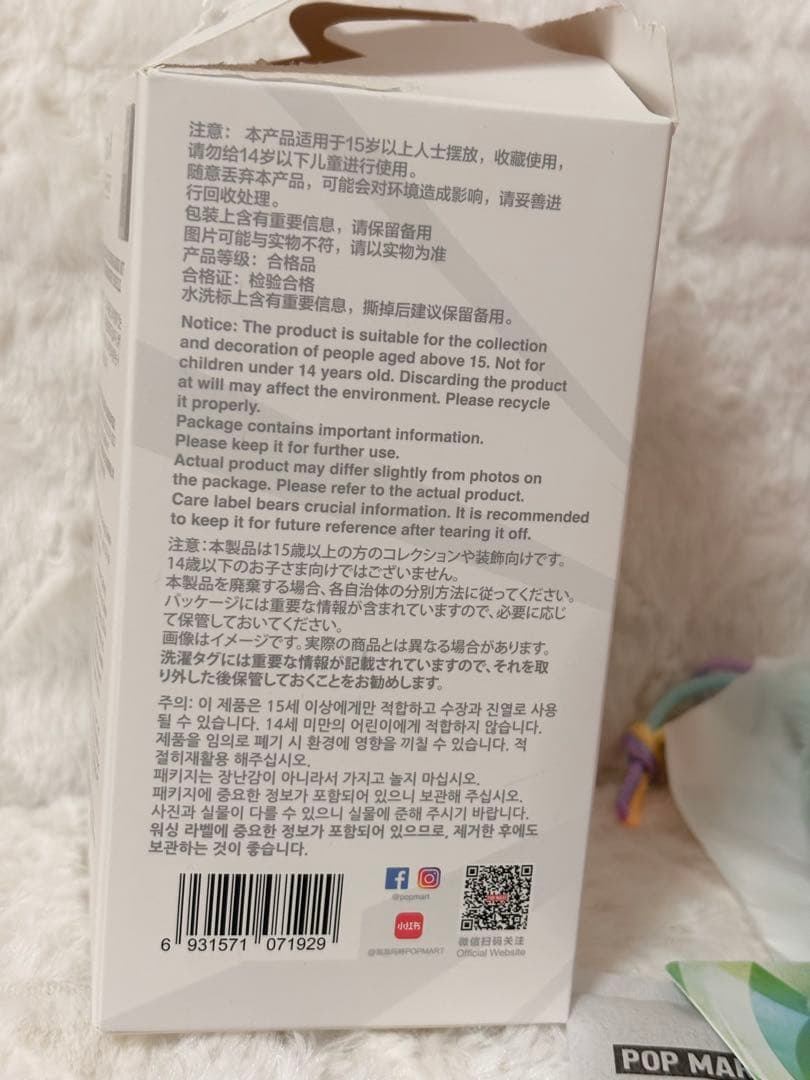 注意： 本产品适用于15岁以上人士摆放，收藏使用，
请勿给14岁以下儿童进行使用。
随意丢弃本产品，可能会对环境造成影响，请妥善进
行回收处理。
包装上含有重要信息，请保留备用
图片可能与实物不符，请以实物为准
产品等级：合格品
合格证：检验合格
水洗标上含有重要信息，撕掉后建议保留备用。
Notice: The product is suitable for the collection
and decoration of people aged above 15. Not for
children under 14 years old. Discarding the product
at will may affect the environment. Please recycle
it properly.
Package contains important information.
Please keep it for further use.
Actual product may differ slightly from photos on
the package. Please refer to the actual product.
Care label bears crucial information. It is recommended
to keep it for future reference after tearing it off.
注意：本製品は15歳以上の方のコレクションや装飾向けです。
14歳以下のお子さま向けではございません。
本製品を廃棄する場合、各自治体の分別方法に従ってください。
パッケージには重要な情報が含まれていますので、必要に応じ
て保管しておいてください。
画像はイメージです。実際の商品とは異なる場合があります。
洗濯タグには重要な情報が記載されていますので、それを取
り外した後保管しておくことをお勧めします。
주의: 이 제품은 15세 이상에게만 적합하고 수장과 진열로 사용
될 수 있습니다. 14세 미만의 어린이에게 적합하지 않습니다.
제품을 임의로 폐기 시 환경에 영향을 끼칠 수 있습니다. 적
절히재활용 해주십시오.
패키지는 장난감이 아니라서 가지고 놀지 마십시오.
패키지에 중요한 정보가 포함되어 있으니 보관해 주십시오.
사진과 실물이 다를 수 있으니 실물에 준해 주시기 바랍니다.
워싱 라벨에 중요한 정보가 포함되어 있으므로, 제거한 후에도
보관하는 것이 좋습니다.
6 931571 071929
@popmart
小红书
@泡泡玛特POPMART
微信扫码关注
Official Website
POP MAR